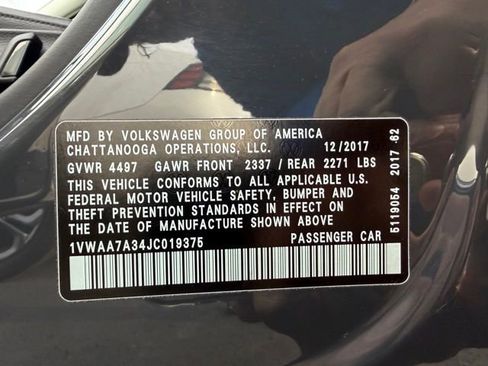 MFD BY VOLKSWAGEN GROUP OF AMERICA
CHATTANOOGA OPERATIONS, LLC. 12/2017
GVWR 4497 GAWR FRONT 2337 / REAR 2271 LBS
THIS VEHICLE CONFORMS TO ALL APPLICABLE U.S.
FEDERAL MOTOR VEHICLE SAFETY, BUMPER AND
THEFT PREVENTION STANDARDS IN EFFECT ON
THE DATE OF MANUFACTURE SHOWN ABOVE
1VWAA7A34JC019375 PASSENGER CAR
5119054 2017 62